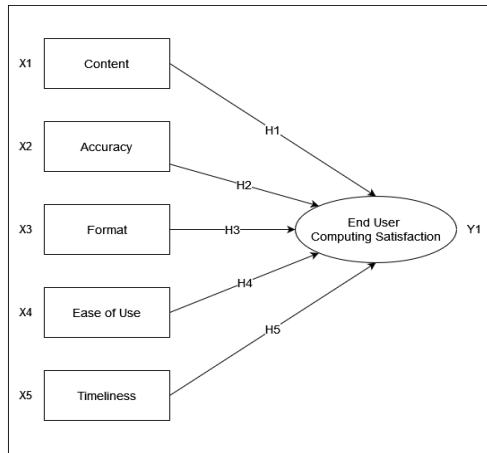 X1
Content
H1
X2
Accuracy
H2
X3
Format
H3
End User
Computing Satisfaction
Y1
X4
Ease of Use
H4
X5
Timeliness
H5